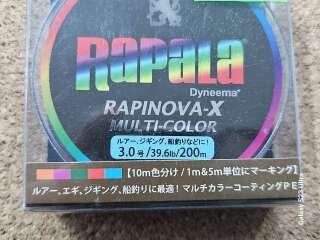 Rapala
Dyneema®
RAPINOVA-X
MULTI-COLOR
ルアー、ジギング、船釣りなどに!
3.0号/39.6lb/200m
【10m色分け/1m&5m単位にマーキング】
ルアー、エギ、ジギング、船釣りに最適!マルチカラーコーティングPE